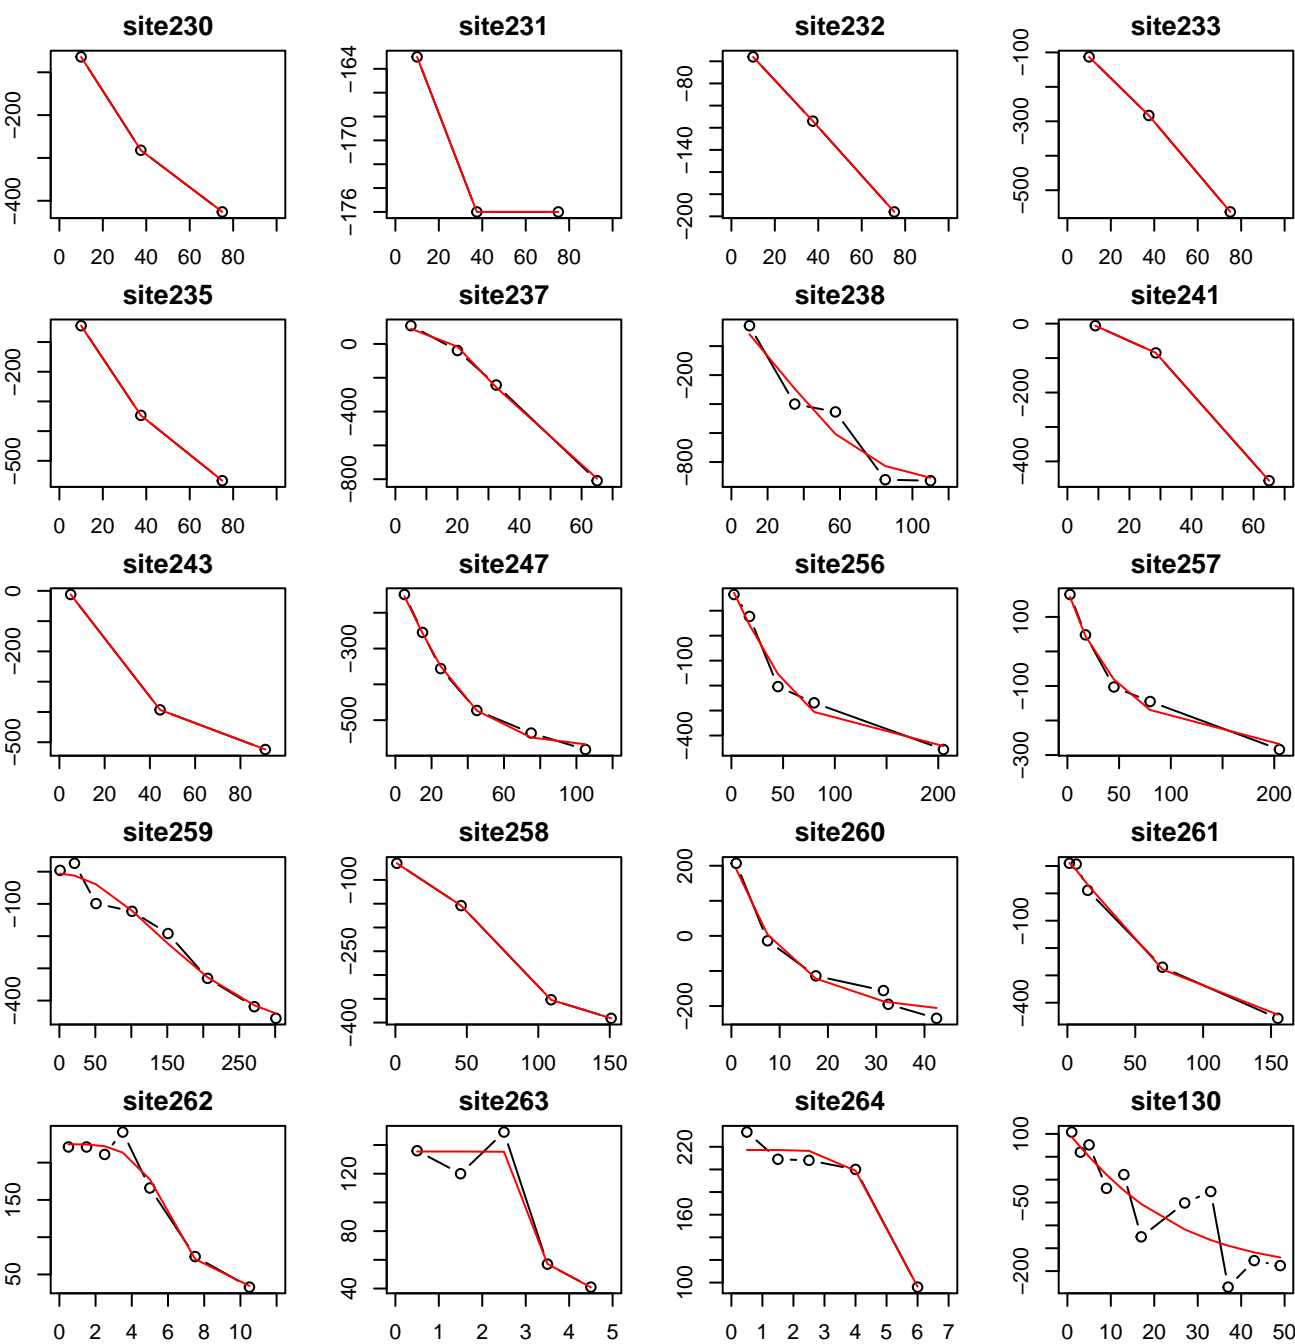 site230 site231 site232 site233
−400 −200
0 20 40 60 80
−176 −170 −164
0 20 40 60 80
−200 −140 −80
0 20 40 60 80
−500 −300 −100
0 20 40 60 80
site235 site237 site238 site241
−500 −200
0 20 40 60 80
−800 −400 0
0 20 40 60
−800 −200
0 20 60 100
−400 −200 0
0 20 40 60
site243 site247 site256 site257
−500 −200 0
0 20 40 60 80
−500 −300
0 20 60 100
−400 −100
0 50 100 200
−300 −100 100
0 50 100 200
site259 site258 site260 site261
−400 −100
0 50 150 250
−400 −250 −100
0 50 100 150
−200 0 200
0 10 20 30 40
−400 −100
0 50 100 150
site262 site263 site264 site130
50 150
0 2 4 6 8 10
40 80 120
0 1 2 3 4 5
100 160 220
0 1 2 3 4 5 6 7
−200 −50 100
0 10 20 30 40 50